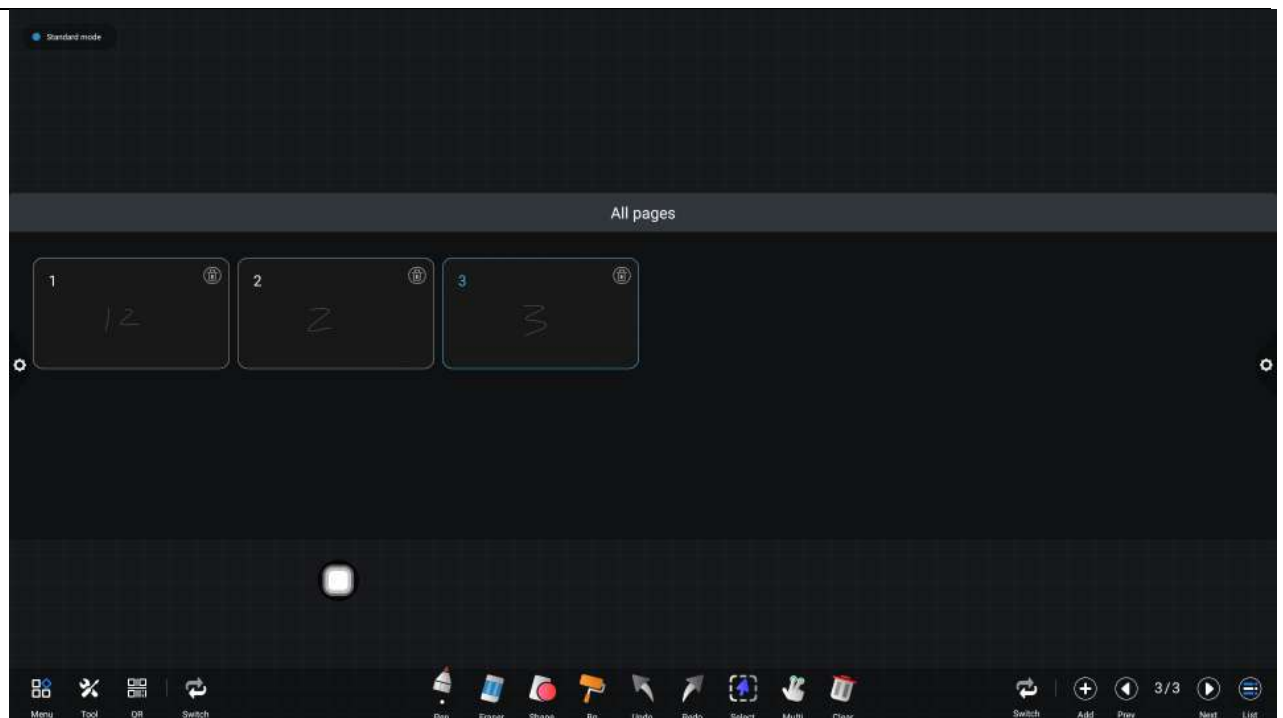 Standard mode
All pages
1
2
3
12
2
3
Menu Tool QR Switch Pen Eraser Shape Bg Undo Redo Select Multi Clear Switch Add Prev 3/3 Next List